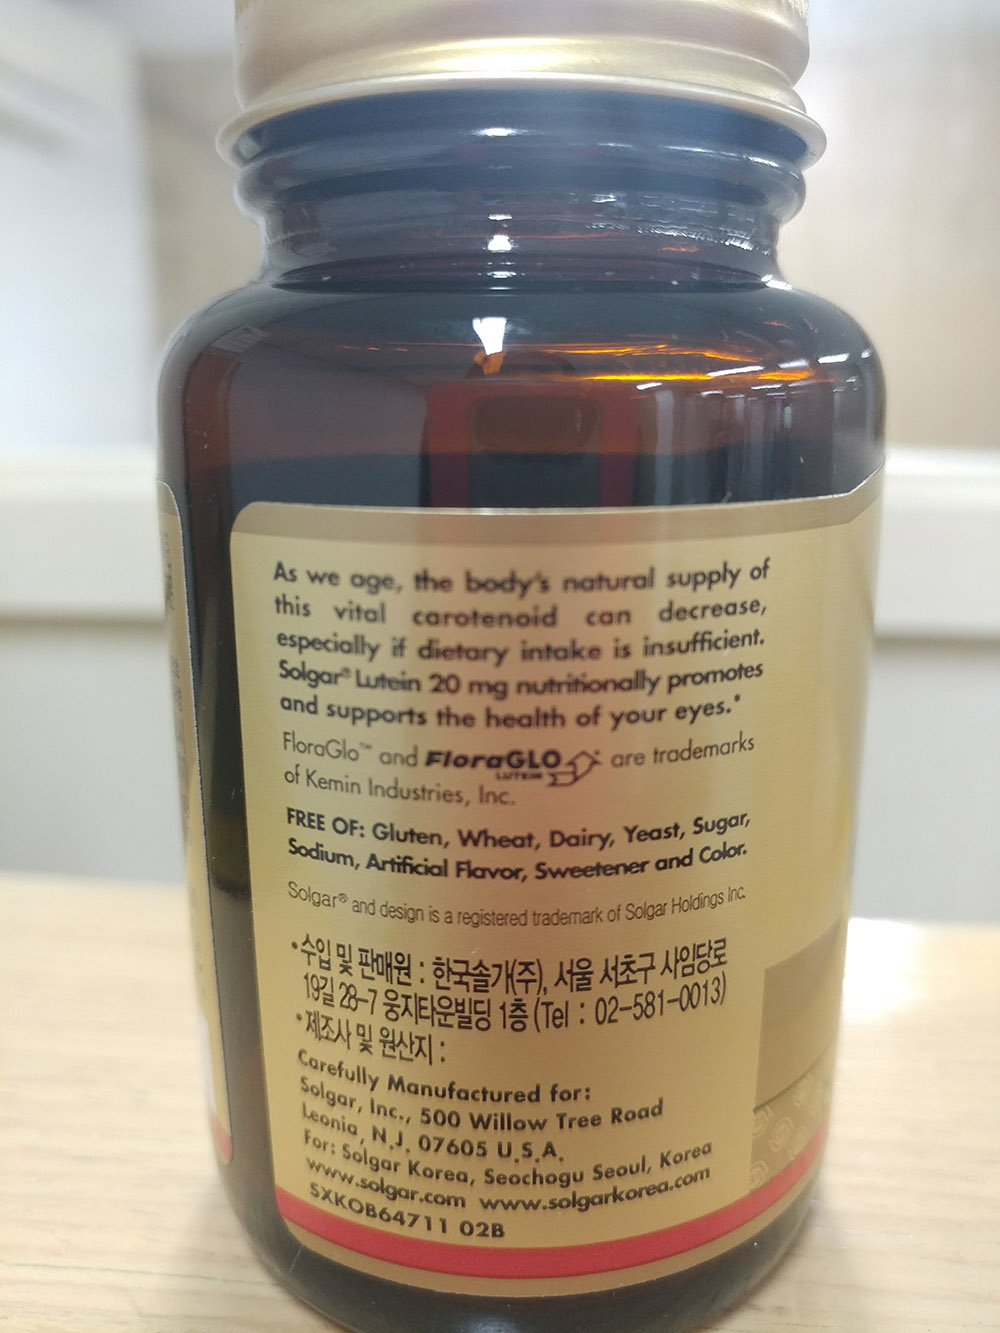 As we age, the body's natural supply of
this vital carotenoid can decrease,
especially if dietary intake is insufficient.
Solgar® Lutein 20 mg nutritionally promotes
and supports the health of your eyes.*
FloraGlo™ and FloraGLO LUTEIN are trademarks
of Kemin Industries, Inc.
FREE OF: Gluten, Wheat, Dairy, Yeast, Sugar,
Sodium, Artificial Flavor, Sweetener and Color.
Solgar® and design is a registered trademark of Solgar Holdings Inc.
•수입 및 판매원 : 한국솔가(주), 서울 서초구 사임당로
19길 28-7 웅지타운빌딩 1층 (Tel : 02-581-0013)
•제조사 및 원산지 :
Carefully Manufactured for:
Solgar, Inc., 500 Willow Tree Road
Leonia, N.J. 07605 U.S.A.
For: Solgar Korea, Seochogu Seoul, Korea
www.solgar.com www.solgarkorea.com
SXKOB64711 02B